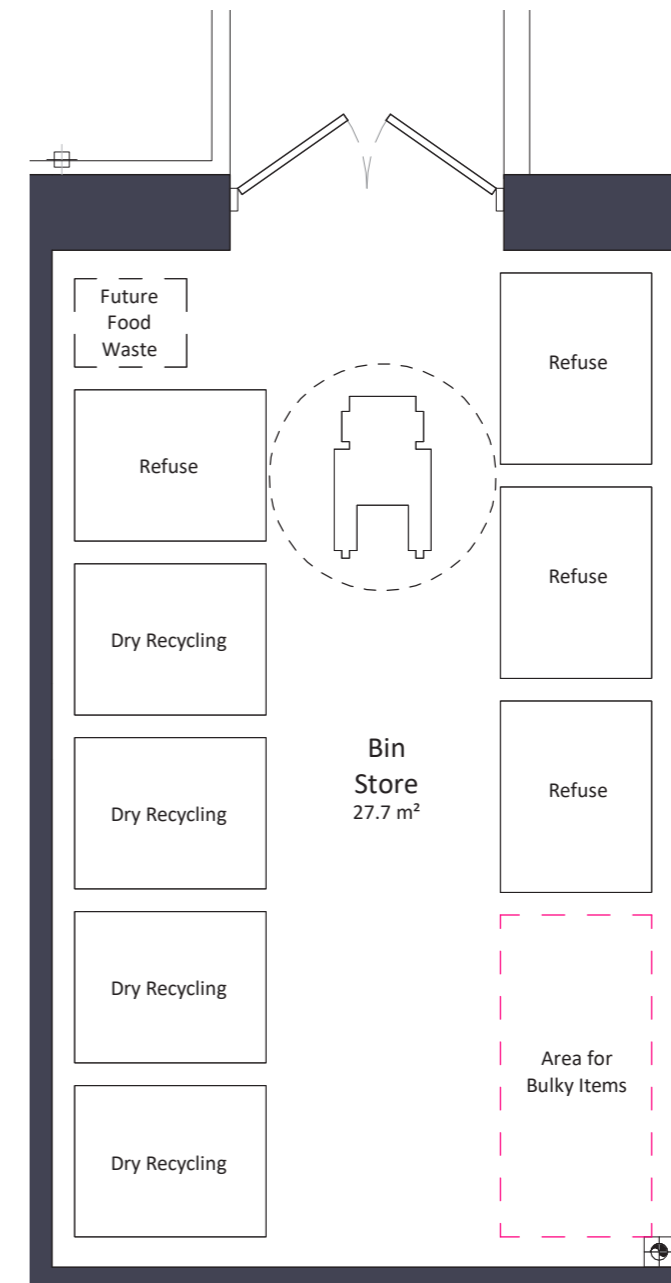 Future
Food
Waste
Refuse
Refuse
Dry Recycling
Refuse
Dry Recycling
Bin
Store
27.7 m²
Refuse
Dry Recycling
Area for
Bulky Items
Dry Recycling